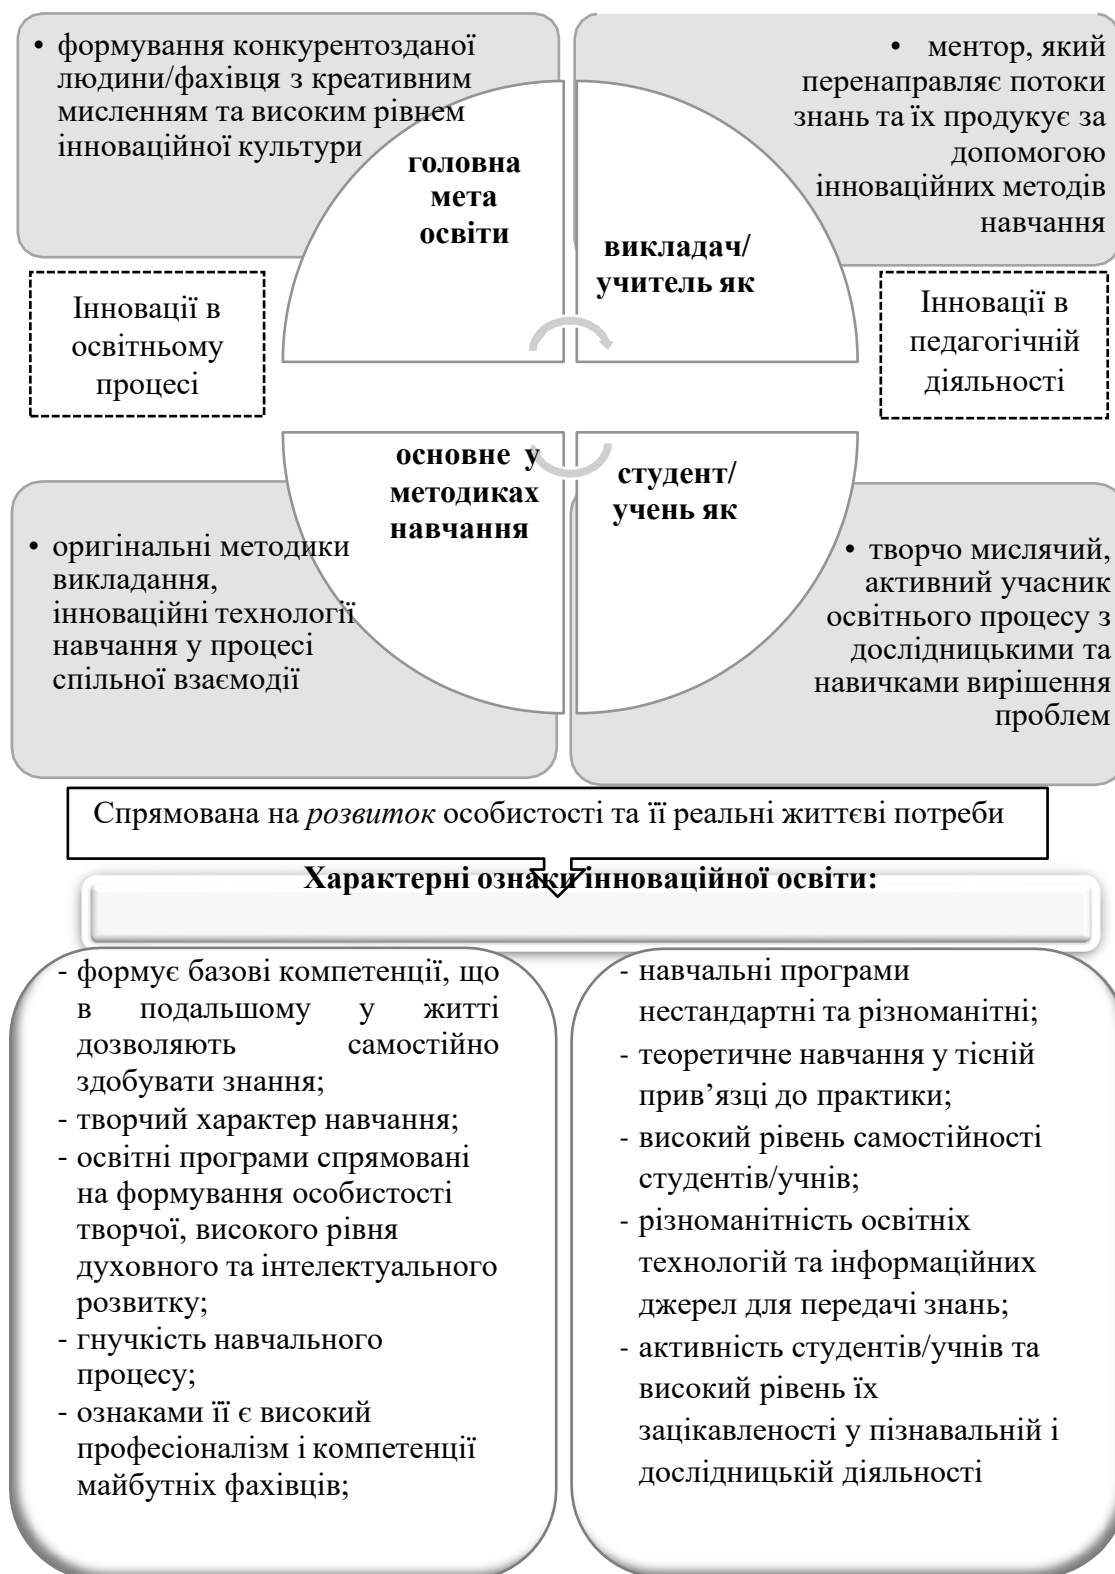 • формування конкурентозданої
людини/фахівця з креативним
мисленням та високим рівнем
інноваційної культури
головна
мета
освіти
• ментор, який
перенаправляє потоки
знань та їх продукує за
допомогою
інноваційних методів
навчання
викладач/
учитель як
Інновації в
освітньому
процесі
Інновації в
педагогічній
діяльності
основне у
методиках
навчання
• оригінальні методики
викладання,
інноваційні технології
навчання у процесі
спільної взаємодії
студент/
учень як
• творчо мислячий,
активний учасник
освітнього процесу з
дослідницькими та
навичками вирішення
проблем
Спрямована на розвиток особистості та її реальні життєві потреби
Характерні ознаки інноваційної освіти:
- формує базові компетенції, що
в подальшому у житті
дозволяють самостійно
здобувати знання;
- творчий характер навчання;
- освітні програми спрямовані
на формування особистості
творчої, високого рівня
духовного та інтелектуального
розвитку;
- гнучкість навчального
процесу;
- ознаками її є високий
професіоналізм і компетенції
майбутніх фахівців;
- навчальні програми
нестандартні та різноманітні;
- теоретичне навчання у тісній
прив’язці до практики;
- високий рівень самостійності
студентів/учнів;
- різноманітність освітніх
технологій та інформаційних
джерел для передачі знань;
- активність студентів/учнів та
високий рівень їх
зацікавленості у пізнавальній і
дослідницькій діяльності